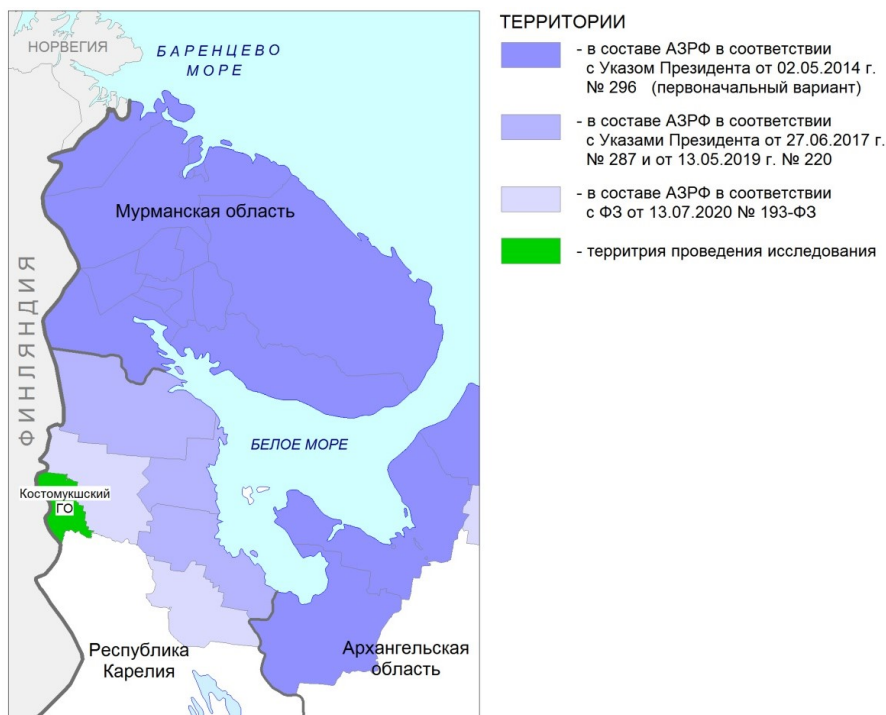 НОРВЕГИЯ
БАРЕНЦЕВО
МОРЕ
Мурманская область
ФИНЛЯНДИЯ
БЕЛОЕ МОРЕ
Костомукшский
ГО
Республика
Карелия
Архангельская
область
ТЕРРИТОРИИ
- в составе АЗРФ в соответствии
с Указом Президента от 02.05.2014 г.
№ 296 (первоначальный вариант)
- в составе АЗРФ в соответствии
с Указами Президента от 27.06.2017 г.
№ 287 и от 13.05.2019 г. № 220
- в составе АЗРФ в соответствии
с ФЗ от 13.07.2020 № 193-ФЗ
- территрия проведения исследования